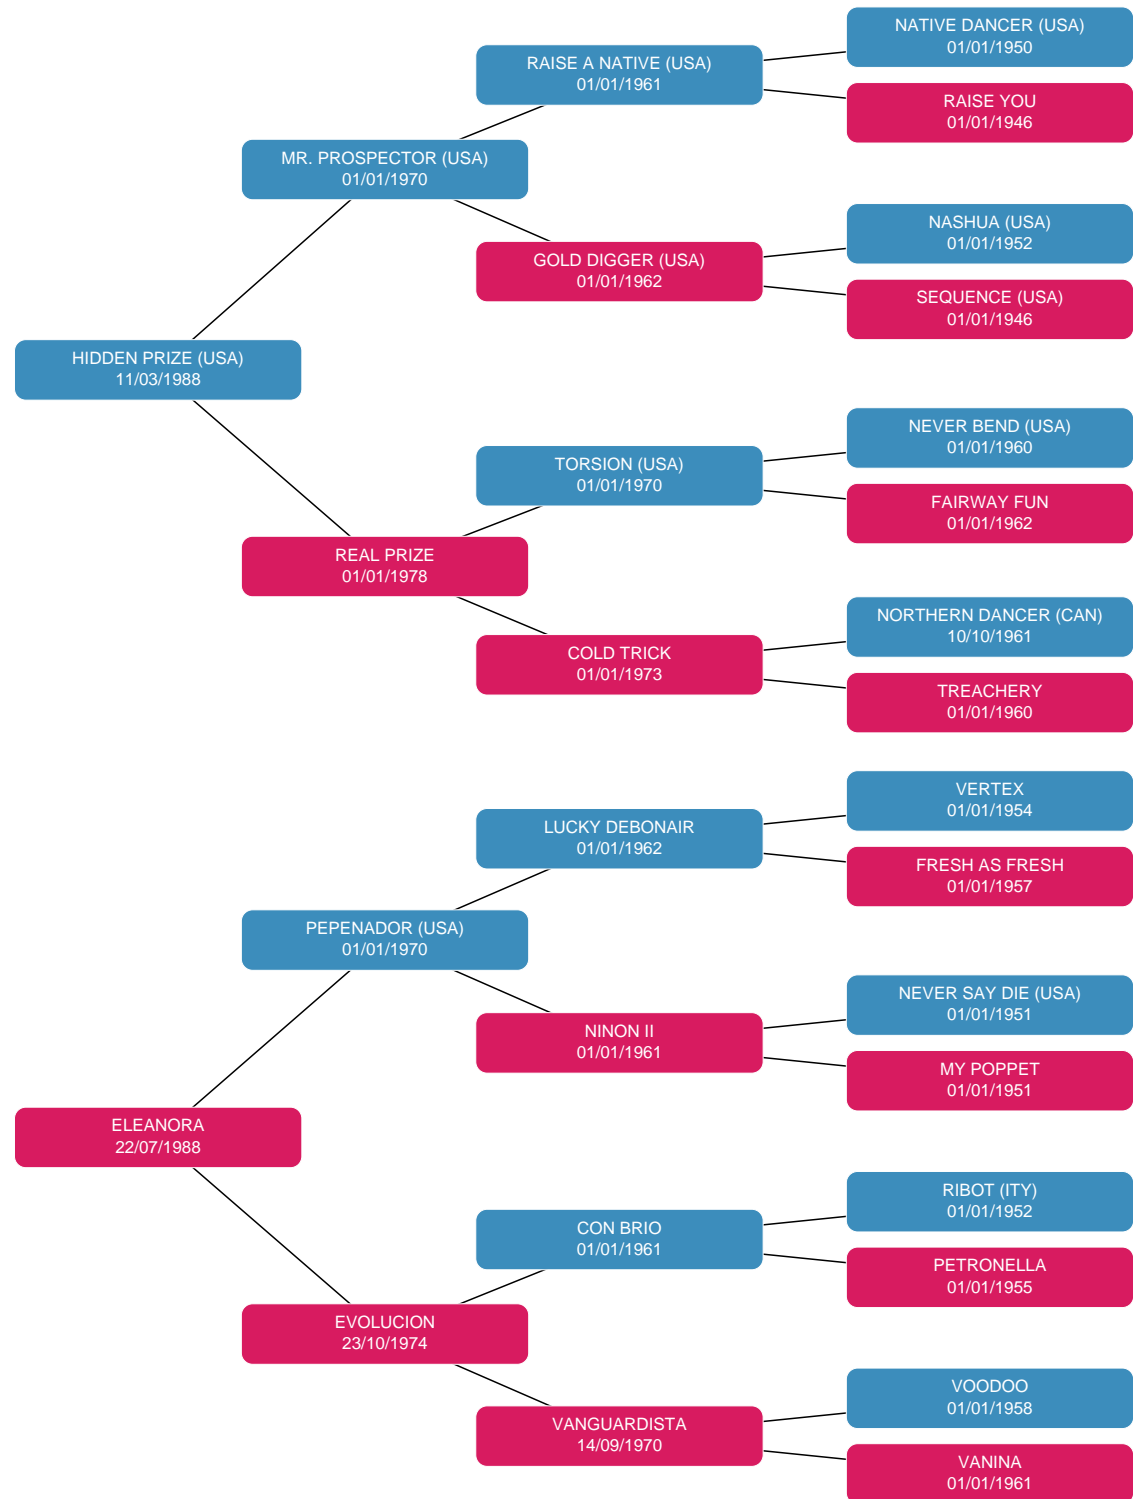 NATIVE DANCER (USA)
01/01/1950
RAISE A NATIVE (USA)
01/01/1961
RAISE YOU
01/01/1946
MR. PROSPECTOR (USA)
01/01/1970
NASHUA (USA)
01/01/1952
GOLD DIGGER (USA)
01/01/1962
SEQUENCE (USA)
01/01/1946
HIDDEN PRIZE (USA)
11/03/1988
NEVER BEND (USA)
01/01/1960
TORSION (USA)
01/01/1970
FAIRWAY FUN
01/01/1962
REAL PRIZE
01/01/1978
NORTHERN DANCER (CAN)
10/10/1961
COLD TRICK
01/01/1973
TREACHERY
01/01/1960
VERTEX
01/01/1954
LUCKY DEBONAIR
01/01/1962
FRESH AS FRESH
01/01/1957
PEPENADOR (USA)
01/01/1970
NEVER SAY DIE (USA)
01/01/1951
NINON II
01/01/1961
MY POPPET
01/01/1951
ELEANORA
22/07/1988
RIBOT (ITY)
01/01/1952
CON BRIO
01/01/1961
PETRONELLA
01/01/1955
EVOLUCION
23/10/1974
VOODOO
01/01/1958
VANGUARDISTA
14/09/1970
VANINA
01/01/1961